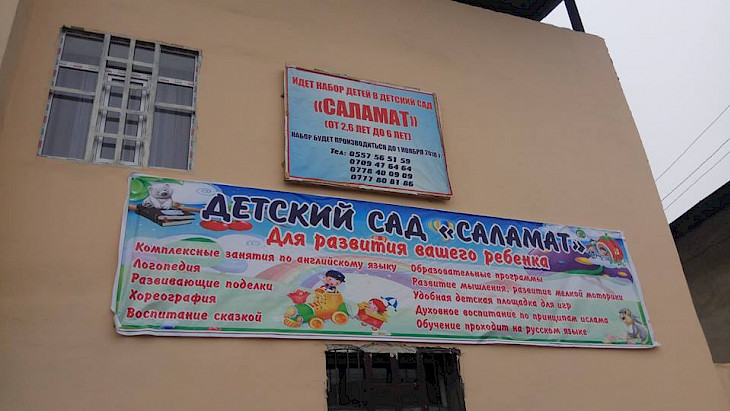 ИДЕТ НАБОР ДЕТЕЙ В ДЕТСКИЙ САД
«САЛАМАТ»
(ОТ 2,6 ЛЕТ ДО 6 ЛЕТ)
НАБОР БУДЕТ ПРОИЗВОДИТЬСЯ ДО 1 НОЯБРЯ 2018 г
Тел: 0557 56 51 59
0709 47 64 64
0778 40 09 09
0777 80 81 86
ДЕТСКИЙ САД «САЛАМАТ»
Для развития вашего ребенка
Комплексные занятия по английскому языку
Логопедия
Развивающие поделки
Хореография
Воспитание сказкой
Образовательные программы
Развитие мышления, развитие мелкой моторики
Удобная детская площадка для игр
Духовное воспитание по принципам ислама
Обучение проходит на русском языке